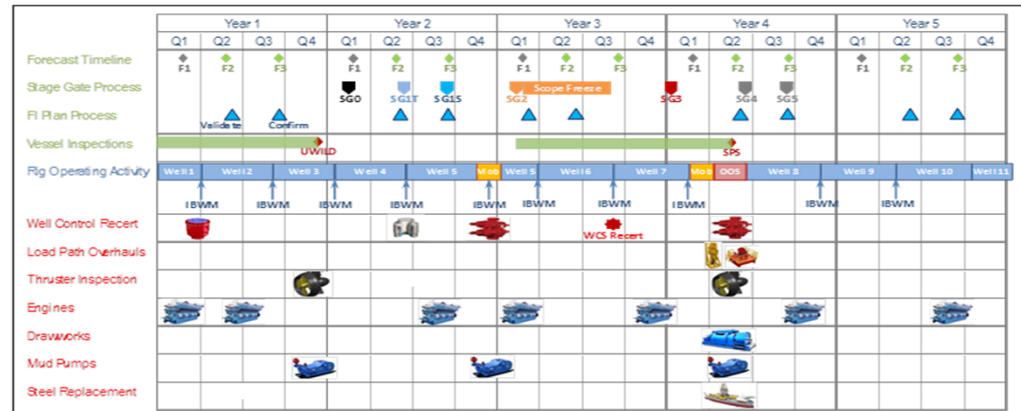 Year 1 Year 2 Year 3 Year 4 Year 5
Q1 Q2 Q3 Q4 Q1 Q2 Q3 Q4 Q1 Q2 Q3 Q4 Q1 Q2 Q3 Q4 Q1 Q2 Q3 Q4
Forecast Timeline
F1 F2 F3 F1 F2 F3 F1 F2 F3 F1 F2 F3 F1 F2 F3
Stage Gate Process
SG0 SG1T SG1S SG2 Scope Freeze SG3 SG4 SG5
FI Plan Process
Validate Confirm
Vessel Inspections
UWILD SPS
Rig Operating Activity Well 1 Well 2 Well 3 Well 4 Well 5 Mob Well 5 Well 6 Well 7 Mob OOS Well 8 Well 9 Well 10 Well 11
IBWM IBWM IBWM IBWM IBWM IBWM IBWM IBWM IBWM
Well Control Recert
WCS Recert
Load Path Overhauls
Thruster Inspection
Engines
Drawworks
Mud Pumps
Steel Replacement